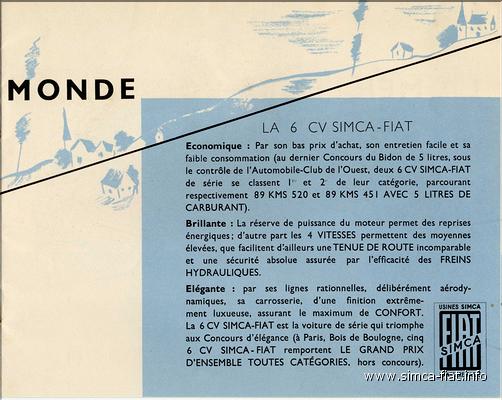 MONDE
LA 6 CV SIMCA-FIAT
Economique : Par son bas prix d'achat, son entretien facile et sa
faible consommation (au dernier Concours du Bidon de 5 litres, sous
le contrôle de l'Automobile-Club de l'Ouest, deux 6 CV SIMCA-FIAT
de série se classent 1er et 2e de leur catégorie, parcourant
respectivement 89 KMS 520 et 89 KMS 451 AVEC 5 LITRES DE
CARBURANT).
Brillante : La réserve de puissance du moteur permet des reprises
énergiques ; d'autre part les 4 VITESSES permettent des moyennes
élevées, que facilitent d'ailleurs une TENUE DE ROUTE incomparable
et une sécurité absolue assurée par l'efficacité des FREINS
HYDRAULIQUES.
Elégante : par ses lignes rationnelles, délibérément aérody-
namiques, sa carrosserie, d'une finition extrême-
ment luxueuse, assurant le maximum de CONFORT.
La 6 CV SIMCA-FIAT est la voiture de série qui triomphe
aux Concours d'élégance (à Paris, Bois de Boulogne, cinq
6 CV SIMCA-FIAT remportent LE GRAND PRIX
D'ENSEMBLE TOUTES CATÉGORIES, hors concours).
USINES SIMCA
FIAT
SIMCA
www.simca-fiat.info